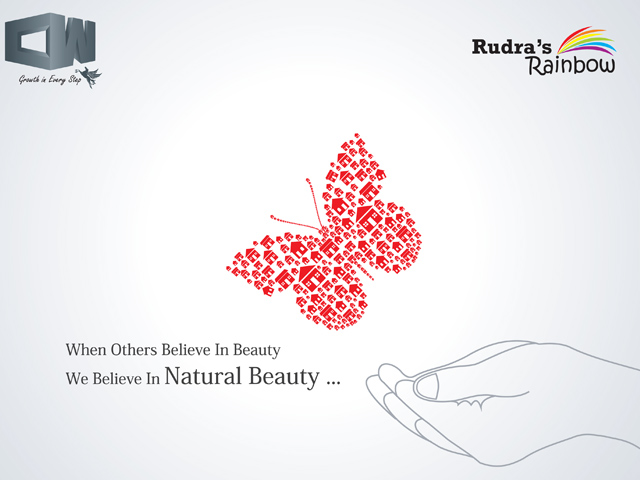 CW
Growth in Every Step
Rudra's
Rainbow
When Others Believe In Beauty
We Believe In Natural Beauty ...